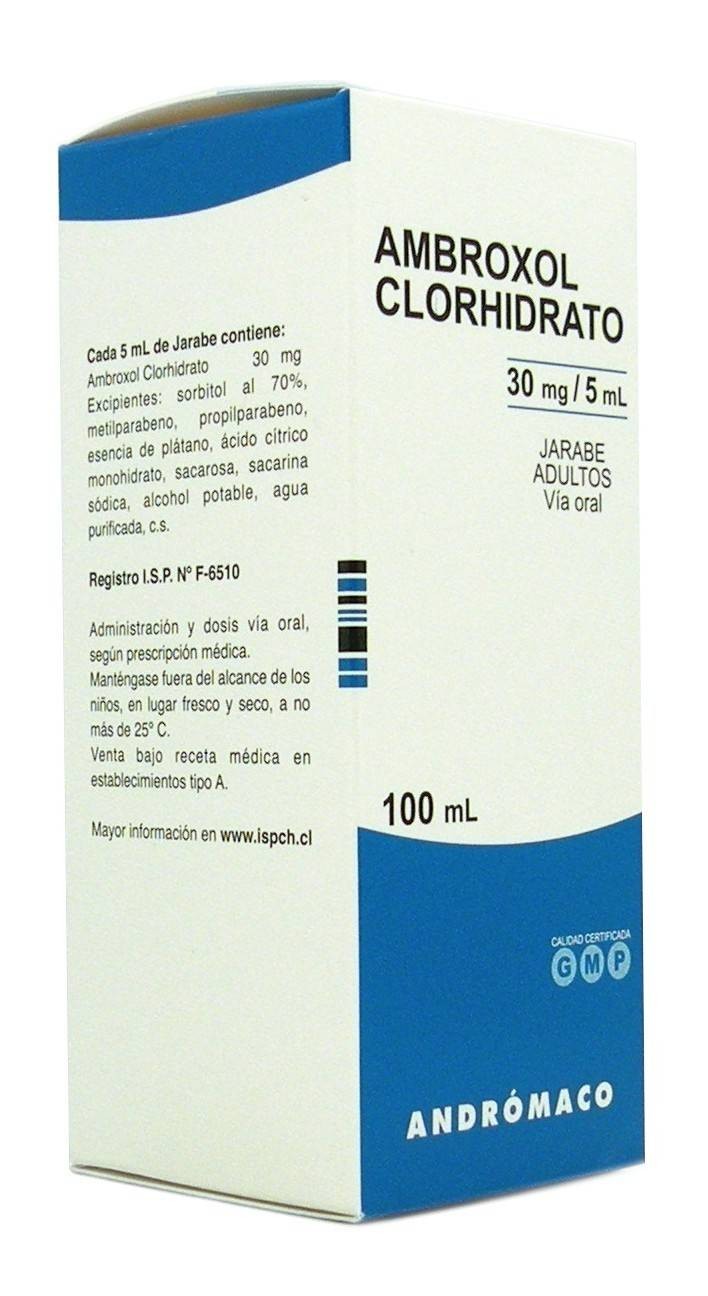 Cada 5 mL de Jarabe contiene:
Ambroxol Clorhidrato 30 mg
Excipientes: sorbitol al 70%,
metilparabeno, propilparabeno,
esencia de plátano, ácido cítrico
monohidrato, sacarosa, sacarina
sódica, alcohol potable, agua
purificada, c.s.
Registro I.S.P. Nº F-6510
Administración y dosis vía oral,
según prescripción médica.
Manténgase fuera del alcance de los
niños, en lugar fresco y seco, a no
más de 25º C.
Venta bajo receta médica en
establecimientos tipo A.
Mayor información en www.ispch.cl
AMBROXOL
CLORHIDRATO
30 mg / 5 mL
JARABE
ADULTOS
Vía oral
100 mL
CALIDAD CERTIFICADA
GMP
ANDRÓMACO